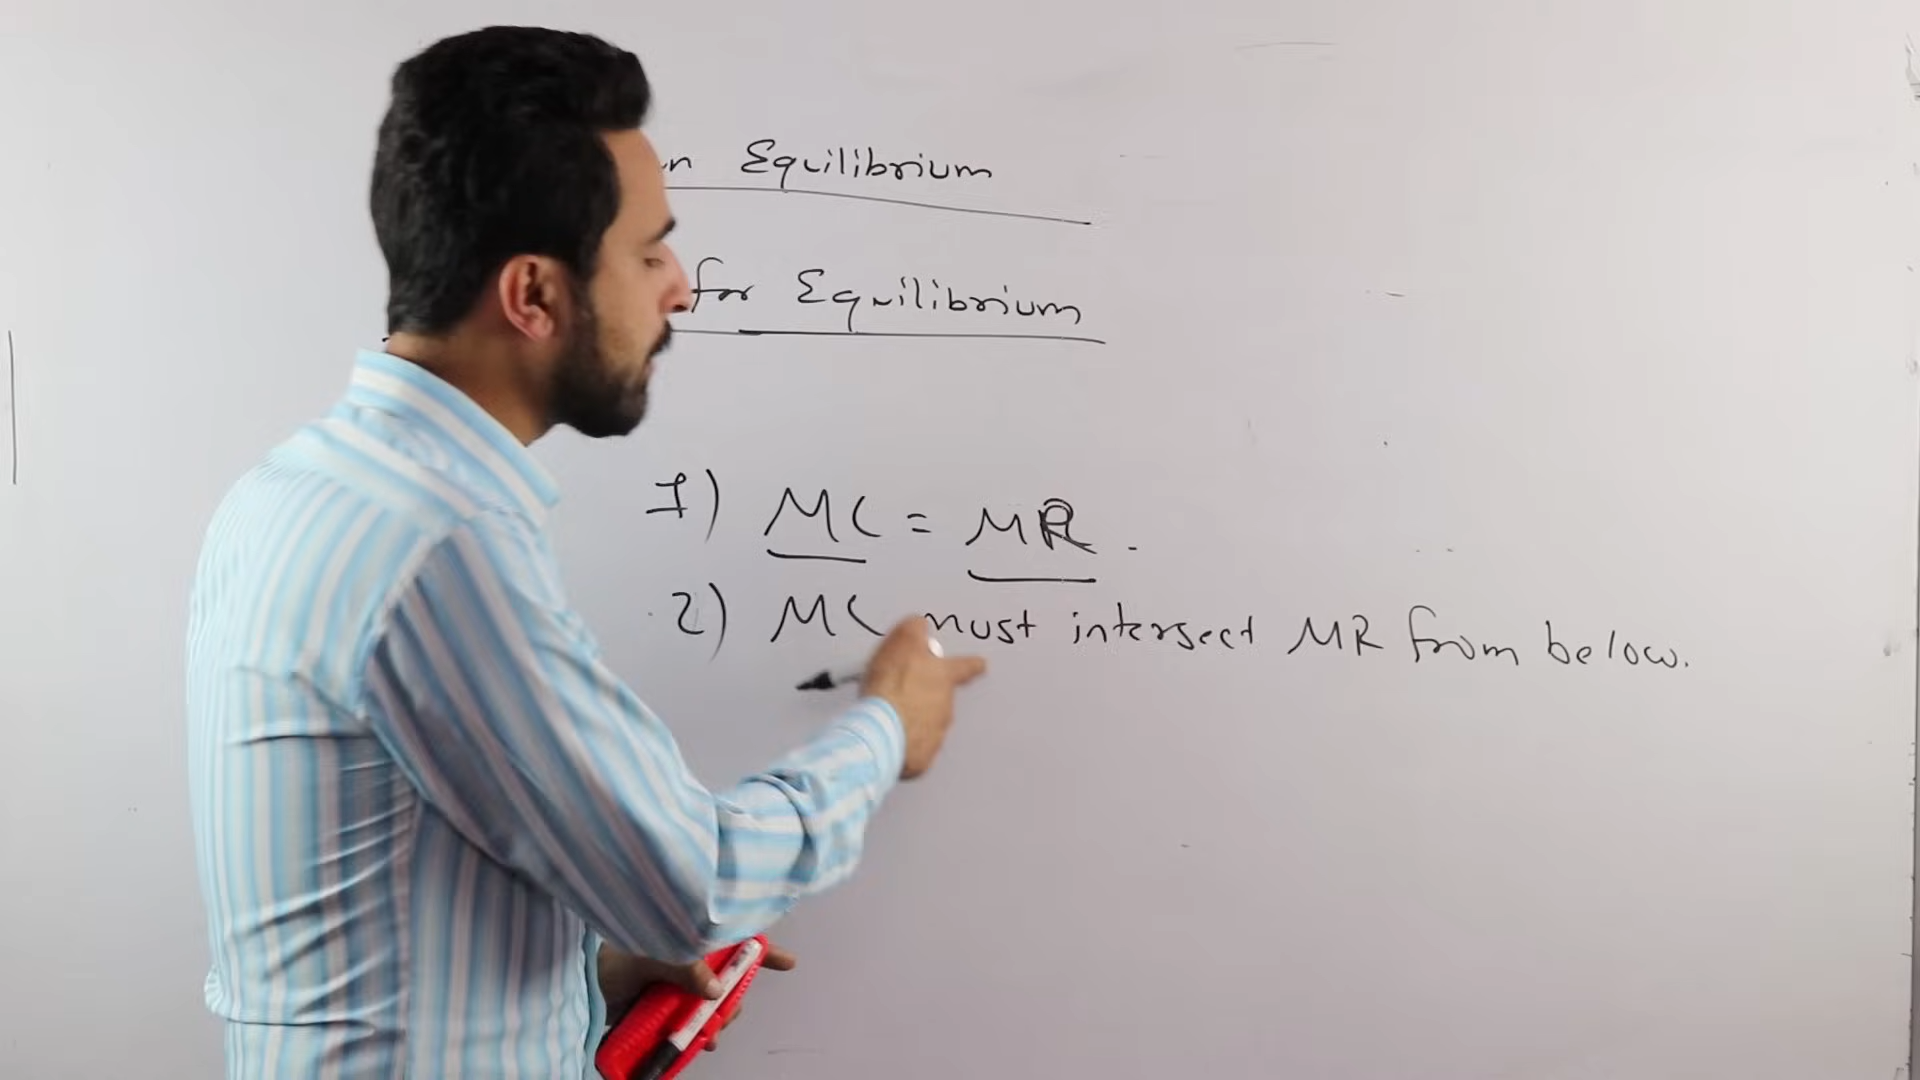 Equilibrium
for Equilibrium
1) MC = MR.
2) MC must intersect MR from below.